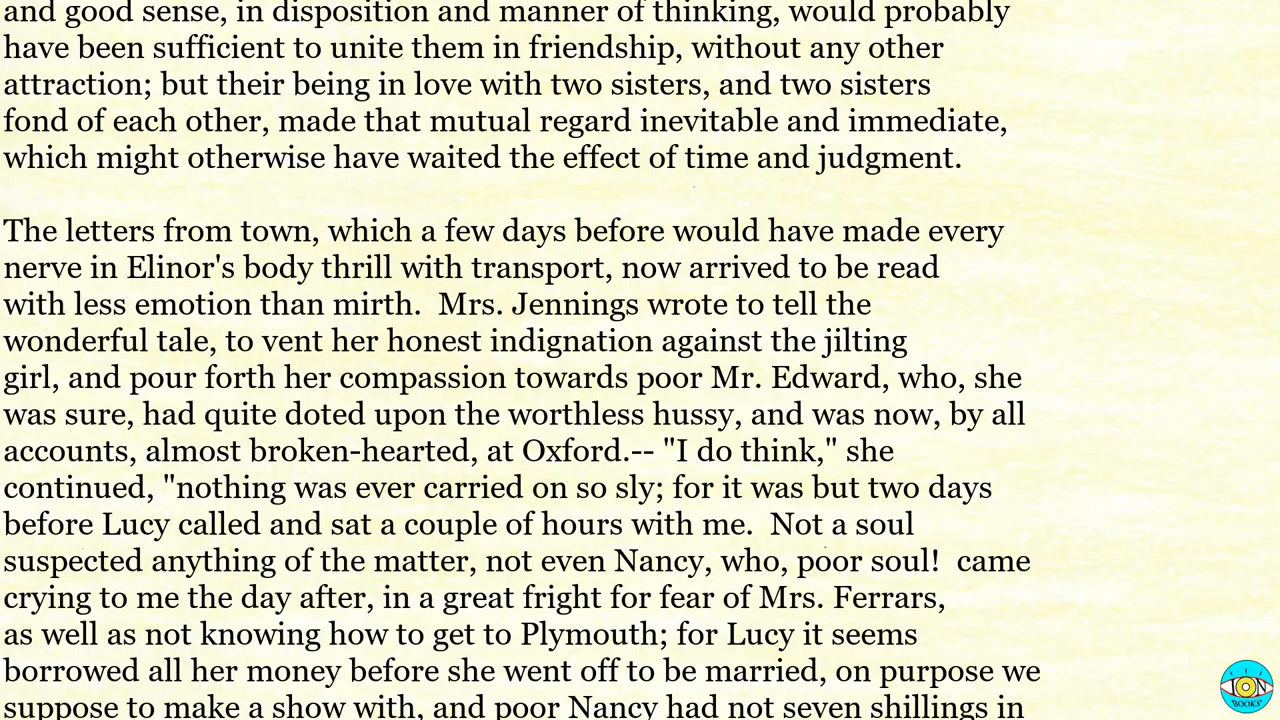 and good sense, in disposition and manner of thinking, would probably
have been sufficient to unite them in friendship, without any other
attraction; but their being in love with two sisters, and two sisters
fond of each other, made that mutual regard inevitable and immediate,
which might otherwise have waited the effect of time and judgment.
The letters from town, which a few days before would have made every
nerve in Elinor's body thrill with transport, now arrived to be read
with less emotion than mirth.  Mrs. Jennings wrote to tell the
wonderful tale, to vent her honest indignation against the jilting
girl, and pour forth her compassion towards poor Mr. Edward, who, she
was sure, had quite doted upon the worthless hussy, and was now, by all
accounts, almost broken-hearted, at Oxford.-- "I do think," she
continued, "nothing was ever carried on so sly; for it was but two days
before Lucy called and sat a couple of hours with me.  Not a soul
suspected anything of the matter, not even Nancy, who, poor soul!  came
crying to me the day after, in a great fright for fear of Mrs. Ferrars,
as well as not knowing how to get to Plymouth; for Lucy it seems
borrowed all her money before she went off to be married, on purpose we
suppose to make a show with, and poor Nancy had not seven shillings in
ION
BOOKS